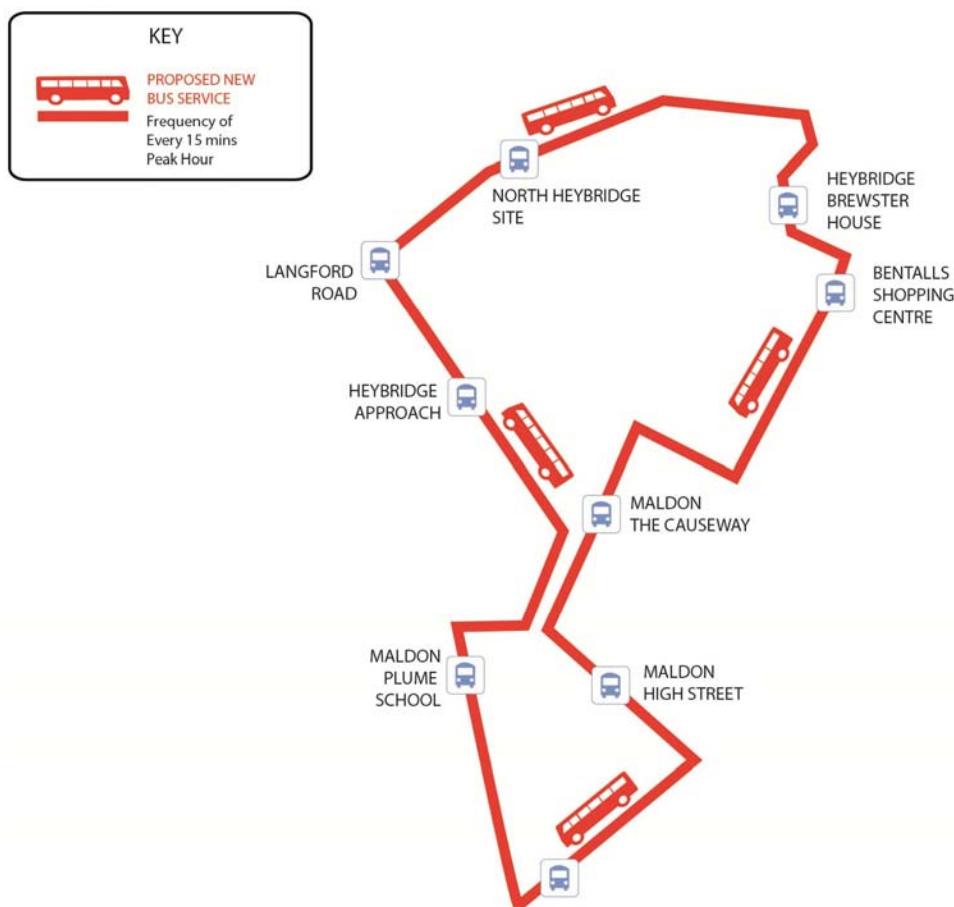 KEY
PROPOSED NEW
BUS SERVICE
Frequency of
Every 15 mins
Peak Hour
NORTH HEYBRIDGE
SITE
HEYBRIDGE
BREWSTER
HOUSE
LANGFORD
ROAD
BENTALLS
SHOPPING
CENTRE
HEYBRIDGE
APPROACH
MALDON
THE CAUSEWAY
MALDON
PLUME
SCHOOL
MALDON
HIGH STREET